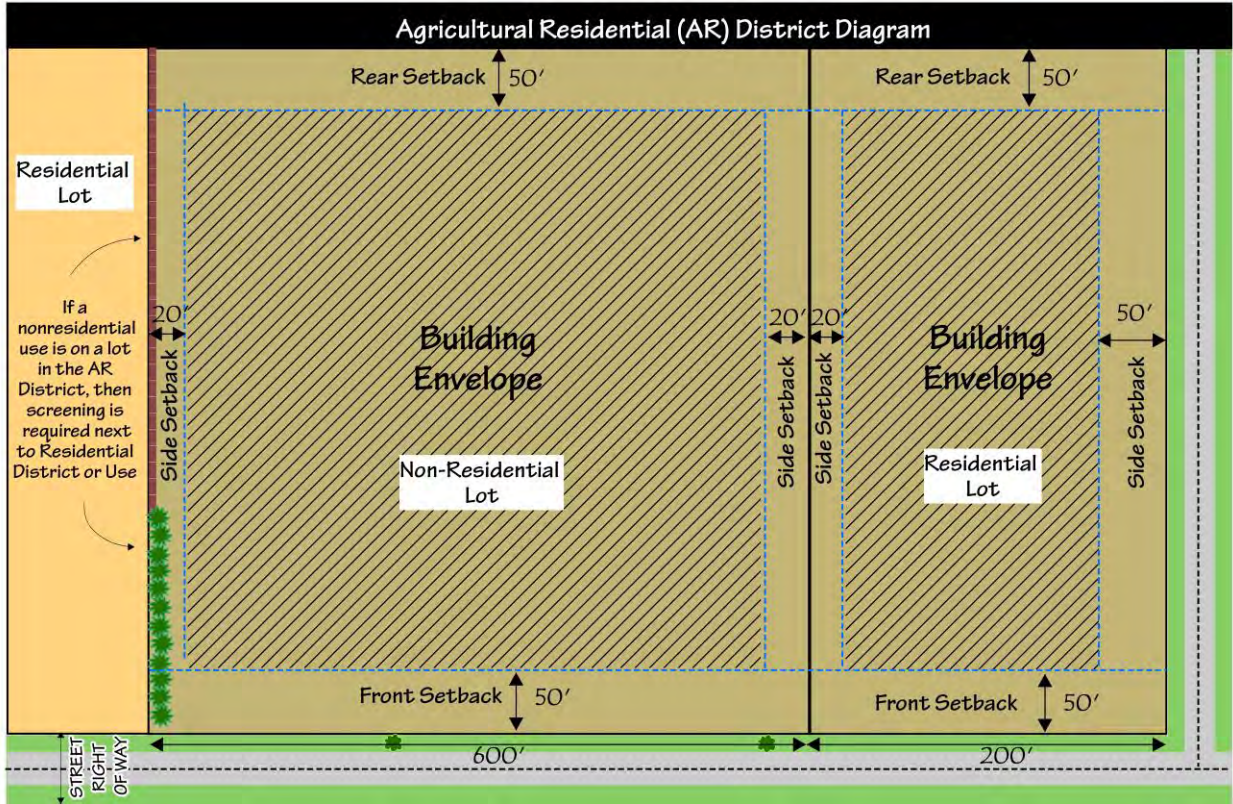 Agricultural Residential (AR) District Diagram
Rear Setback 50'
Rear Setback 50'
Residential
Lot
If a
nonresidential
use is on a lot
in the AR
District, then
screening is
required next
to Residential
District or Use
20'
Side Setback
Building
Envelope
Non-Residential
Lot
20'
Side Setback
20'
Side Setback
Building
Envelope
Residential
Lot
50'
Side Setback
Front Setback 50'
Front Setback 50'
STREET
RIGHT
OF WAY
600'
200'